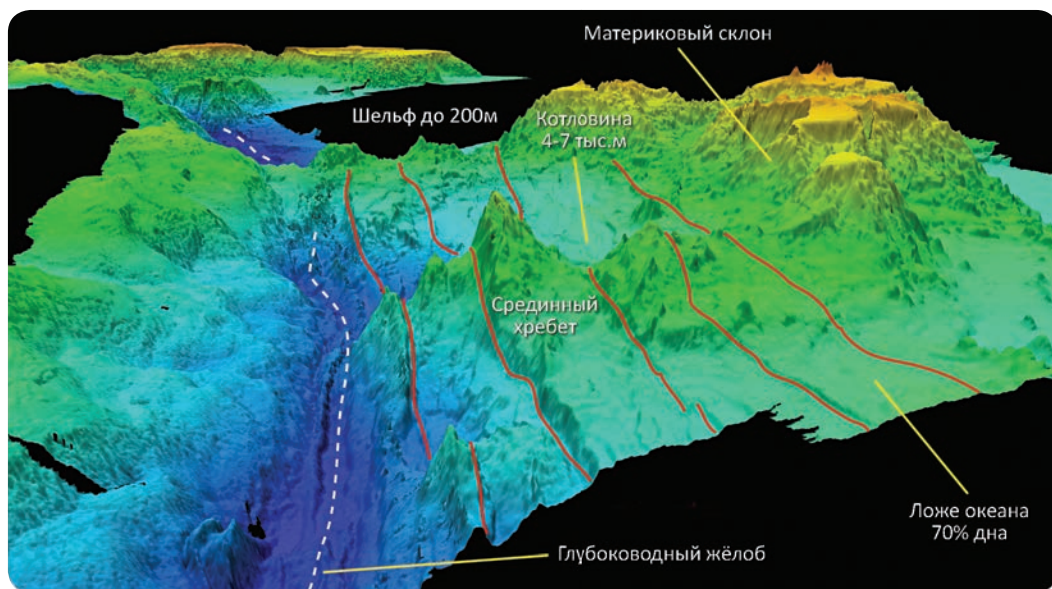 Материковый склон
Шельф до 200м
Котловина
4-7 тыс.м
Срединный
хребет
Ложе океана
70% дна
Глубоководный жёлоб